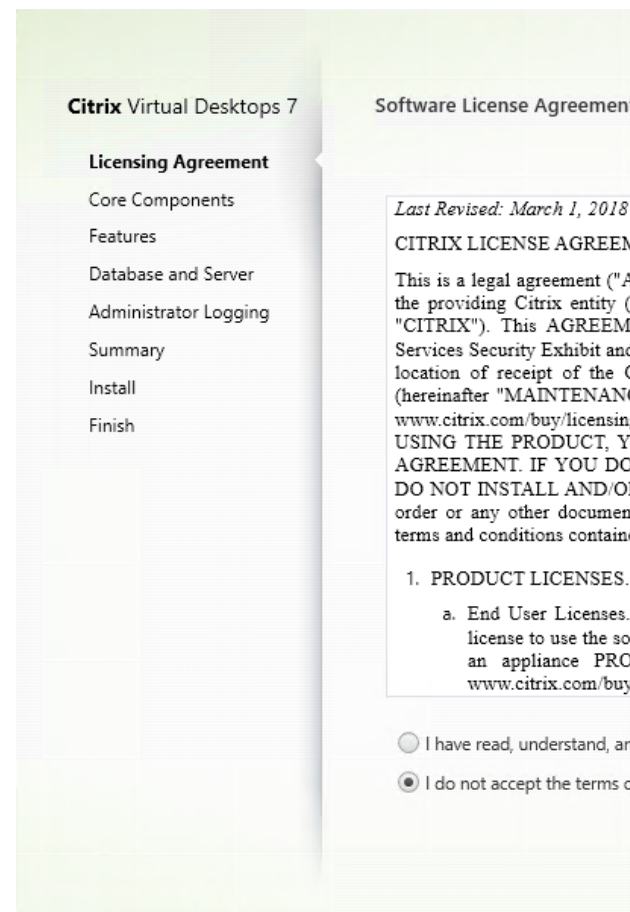 Citrix Virtual Desktops 7
Licensing Agreement
Core Components
Features
Database and Server
Administrator Logging
Summary
Install
Finish
Software License Agreement
Last Revised: March 1, 2018
CITRIX LICENSE AGREEM
This is a legal agreement ("A
the providing Citrix entity (
"CITRIX"). This AGREEM
Services Security Exhibit and
location of receipt of the C
(hereinafter "MAINTENANC
www.citrix.com/buy/licensing
USING THE PRODUCT, Y
AGREEMENT. IF YOU DO
DO NOT INSTALL AND/OR
order or any other documen
terms and conditions containe
1. PRODUCT LICENSES.
a. End User Licenses.
license to use the so
an appliance PRO
www.citrix.com/buy
I have read, understand, an
I do not accept the terms o